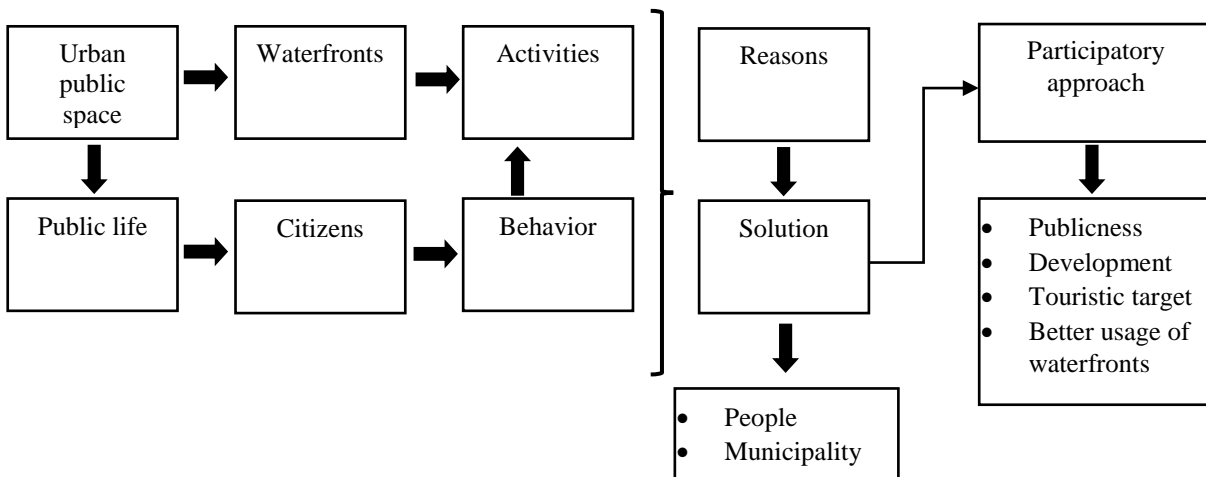 Urban
public
space
Waterfronts
Activities
Reasons
Participatory
approach
Public life
Citizens
Behavior
Solution
• Publicness
• Development
• Touristic target
• Better usage of
waterfronts
• People
• Municipality